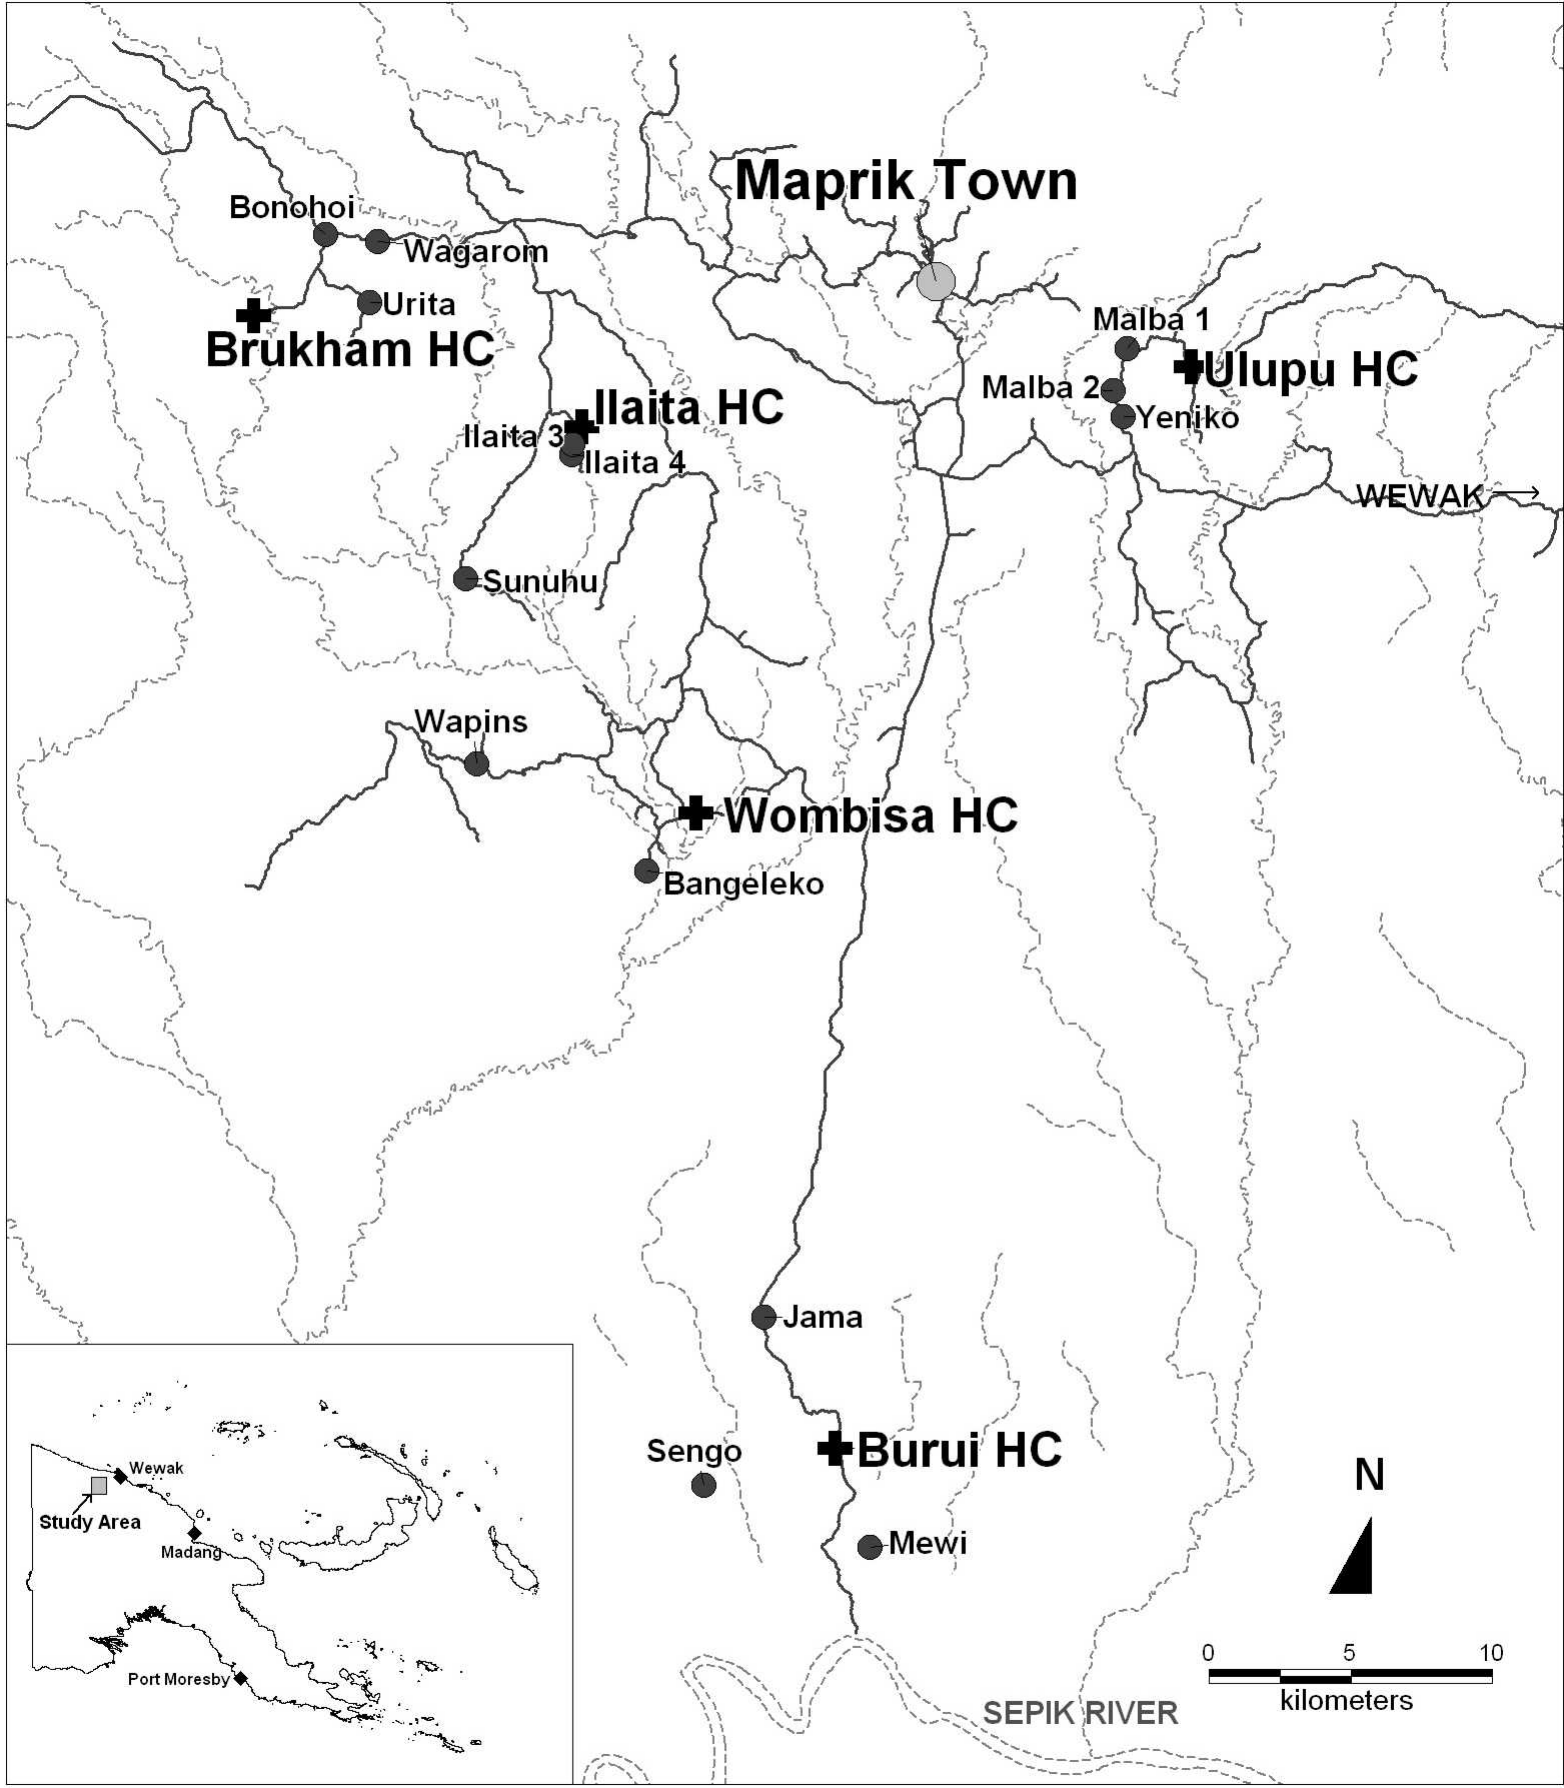 Maprik Town
Bonohoi
Wagarom
Urita
Brukham HC
Malba 1
Ulupu HC
Malba 2
Yeniko
Ilaita HC
Ilaita 3
Ilaita 4
WEWAK
Sunuhu
Wapins
Wombisa HC
Bangeleko
Jama
Burui HC
Sengo
Mewi
N
0 5 10
kilometers
SEPIK RIVER
Wewak
Study Area
Madang
Port Moresby